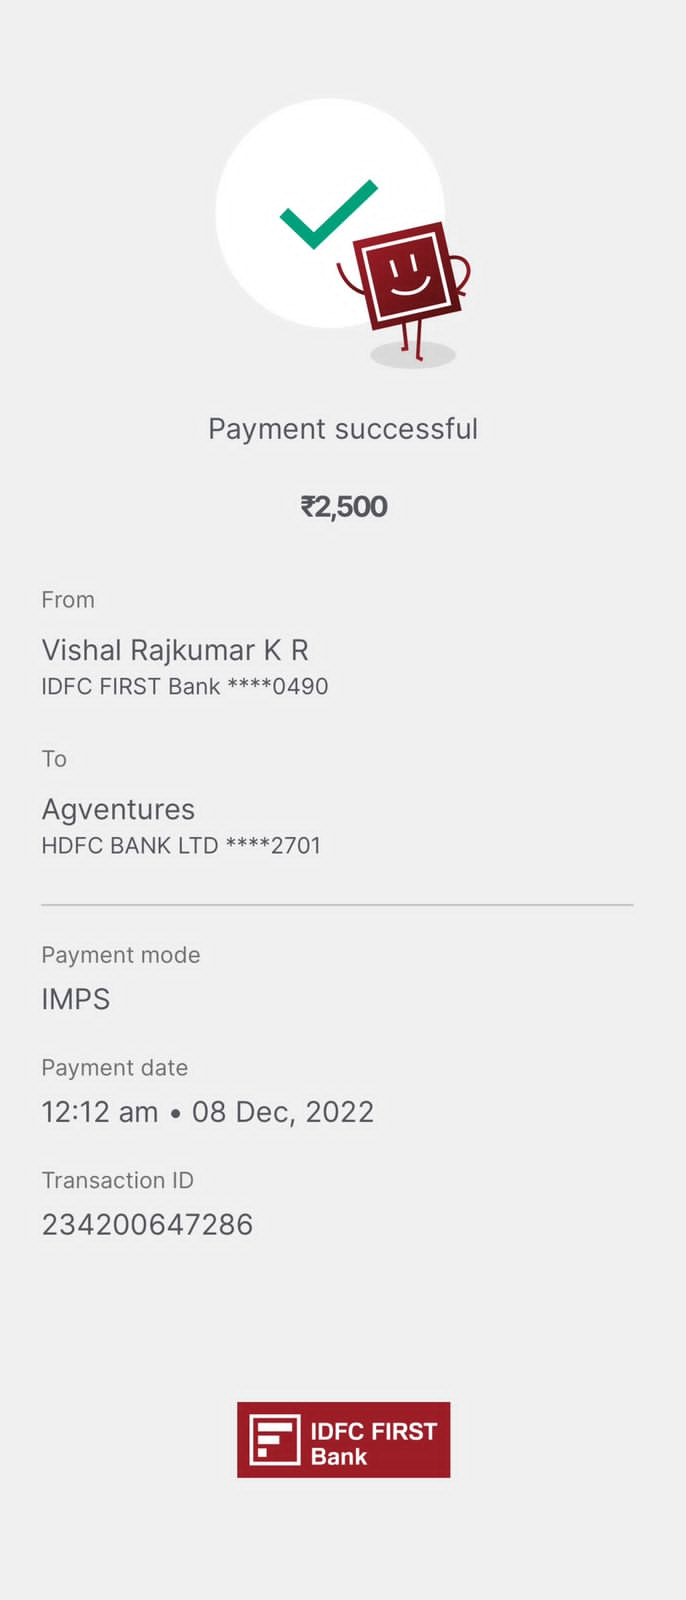 Payment successful
₹2,500
From
Vishal Rajkumar K R
IDFC FIRST Bank ****0490
To
Agventures
HDFC BANK LTD ****2701
Payment mode
IMPS
Payment date
12:12 am • 08 Dec, 2022
Transaction ID
234200647286
IDFC FIRST
Bank